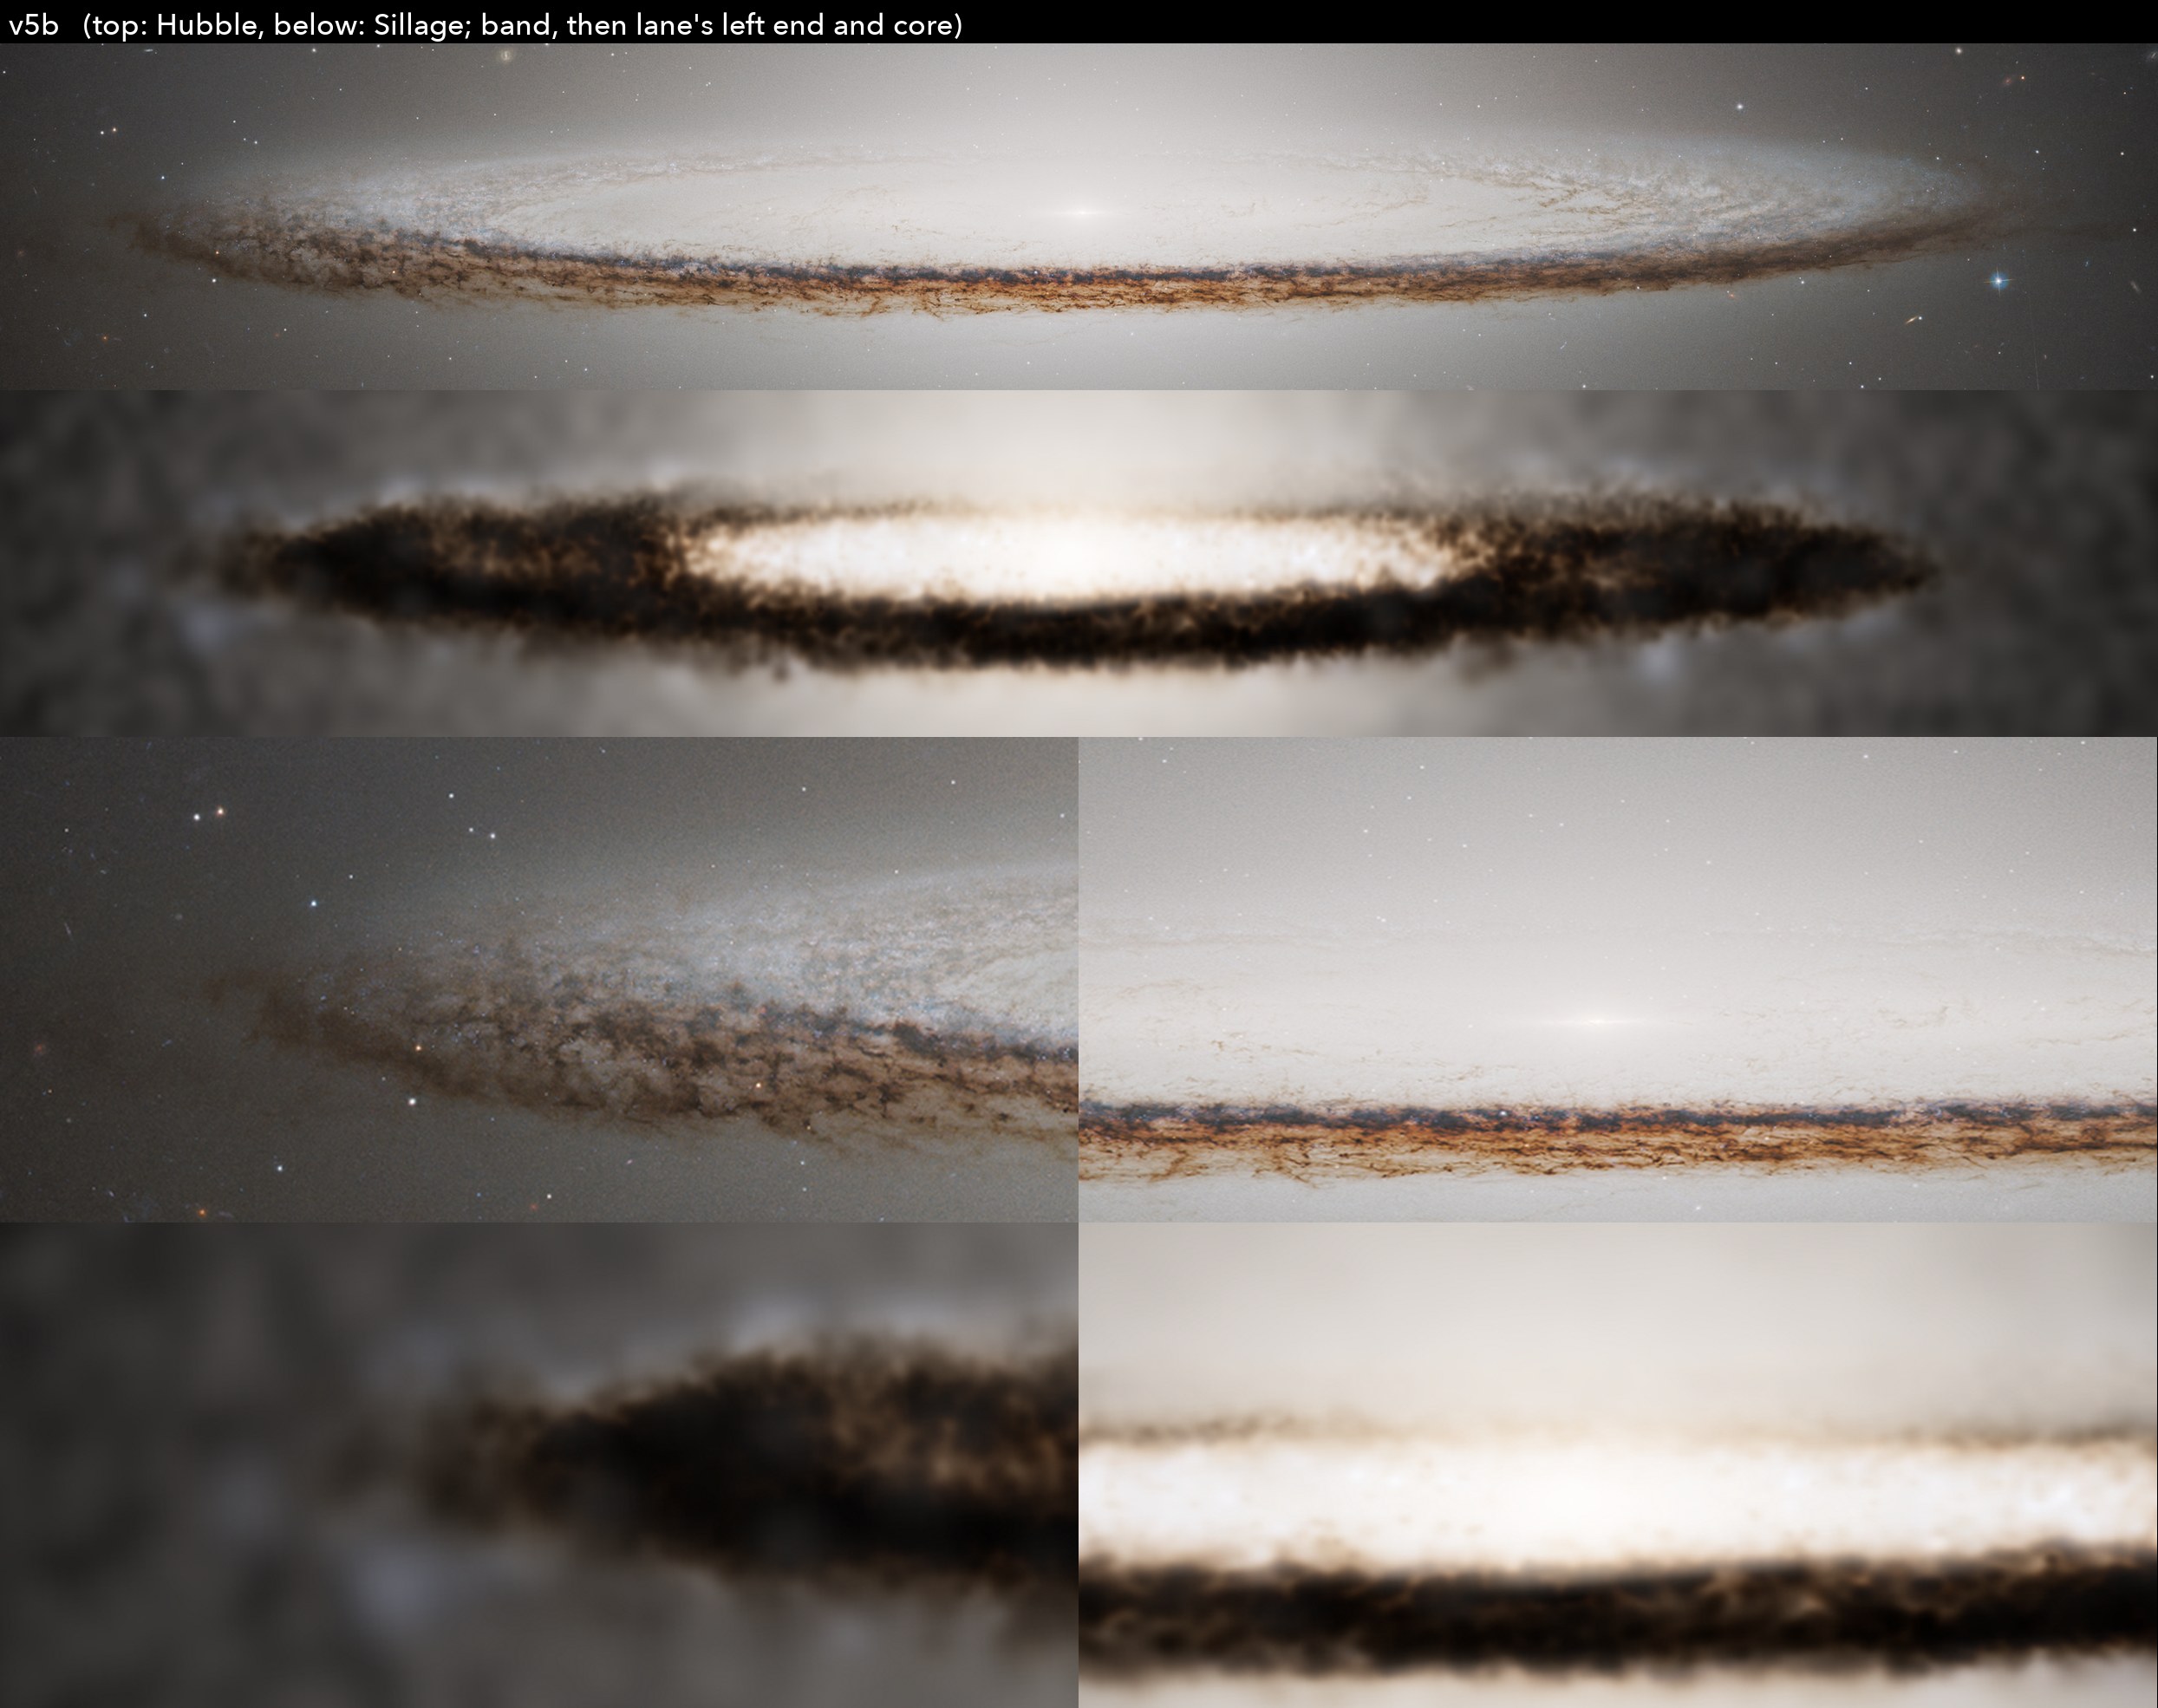 v5b (top: Hubble, below: Sillage; band, then lane's left end and core)